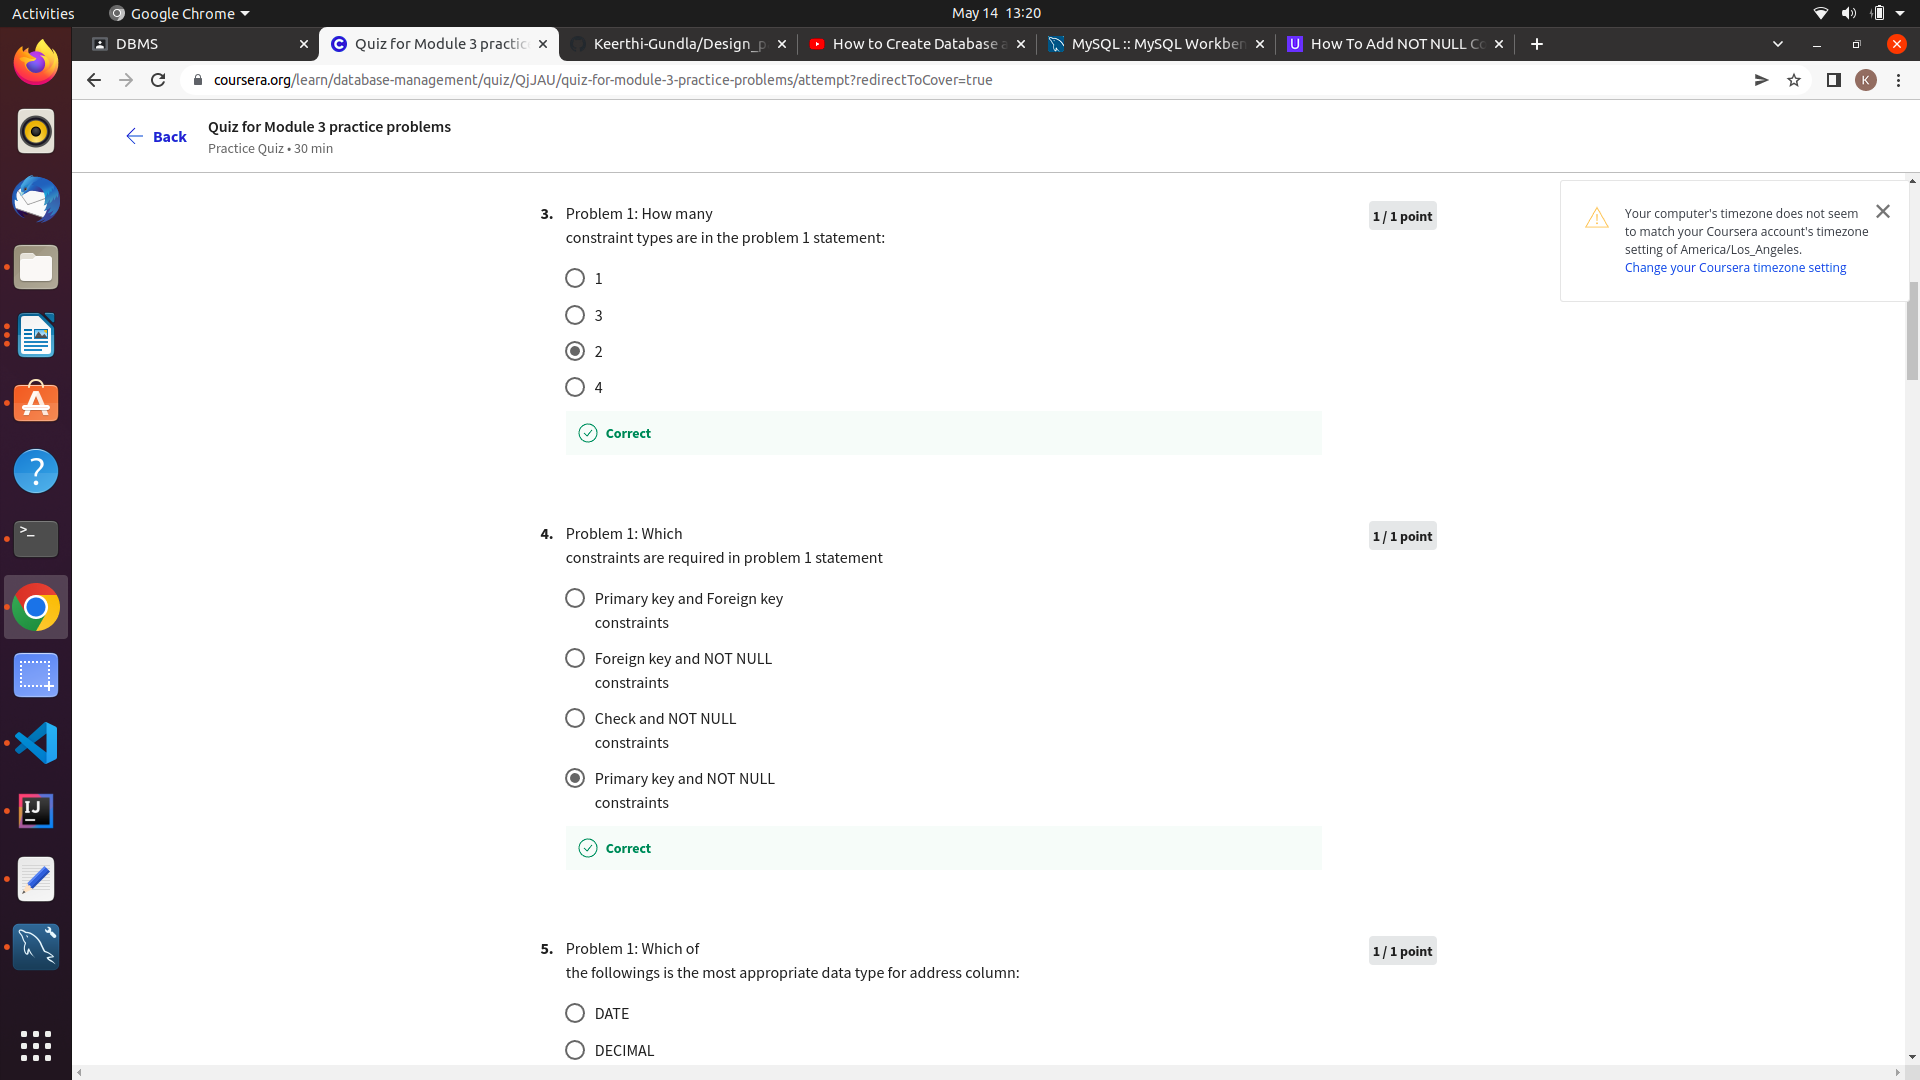 Activities
Google Chrome
May 14 13:20
DBMS
Quiz for Module 3 practic
Keerthi-Gundla/Design_p
How to Create Database a
MySQL :: MySQL Workben
How To Add NOT NULL Co
coursera.org/learn/database-management/quiz/QjJAU/quiz-for-module-3-practice-problems/attempt?redirectToCover=true
K
Back
Quiz for Module 3 practice problems
Practice Quiz • 30 min
Your computer's timezone does not seem
to match your Coursera account's timezone
setting of America/Los_Angeles.
Change your Coursera timezone setting
3. Problem 1: How many
constraint types are in the problem 1 statement:
1 / 1 point
1
3
2
4
Correct
4. Problem 1: Which
constraints are required in problem 1 statement
1 / 1 point
Primary key and Foreign key
constraints
Foreign key and NOT NULL
constraints
Check and NOT NULL
constraints
Primary key and NOT NULL
constraints
Correct
5. Problem 1: Which of
the followings is the most appropriate data type for address column:
1 / 1 point
DATE
DECIMAL